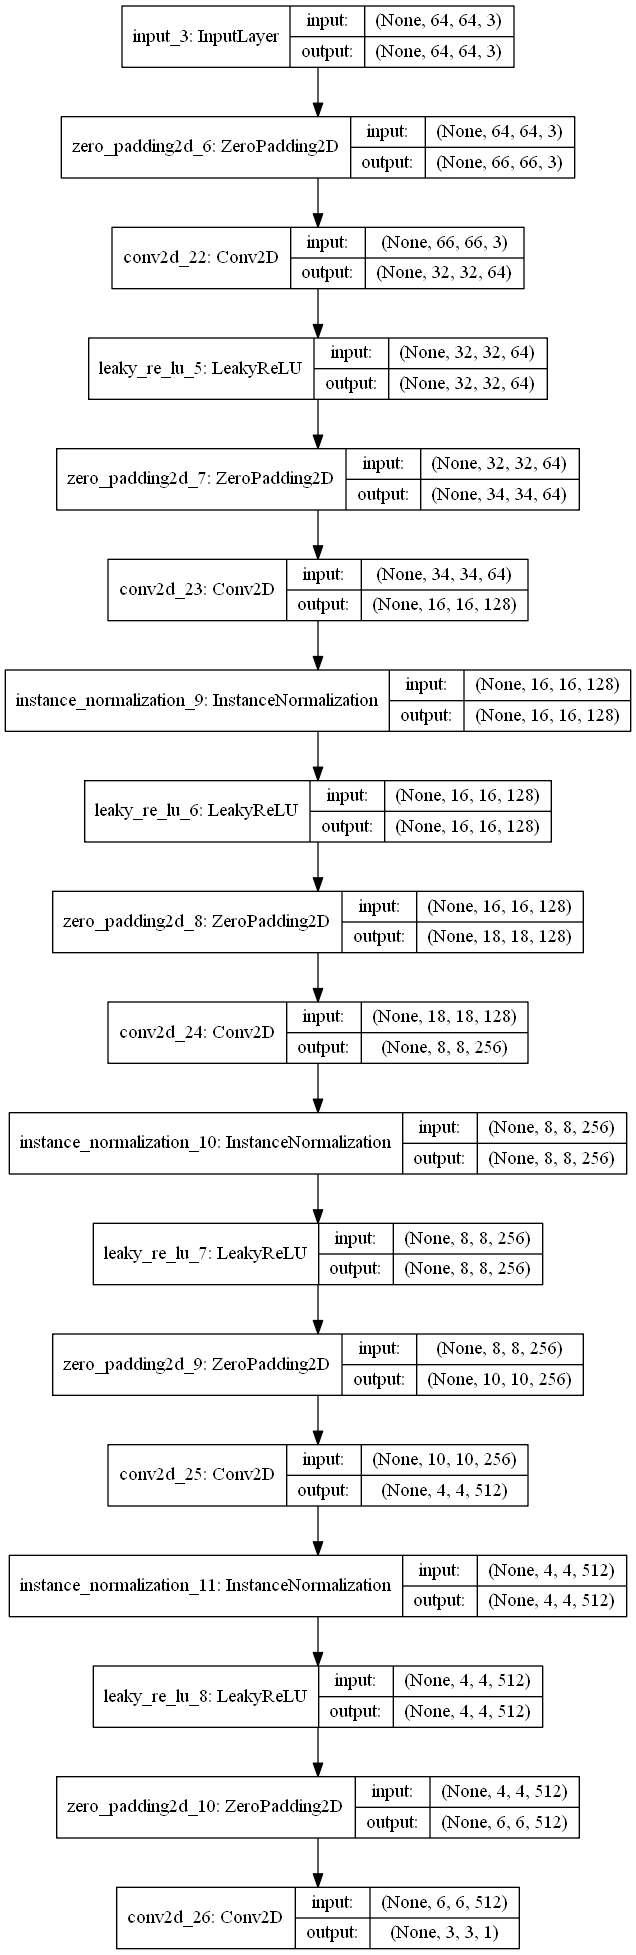 input_3: InputLayer
input: (None, 64, 64, 3)
output: (None, 64, 64, 3)
zero_padding2d_6: ZeroPadding2D
input: (None, 64, 64, 3)
output: (None, 66, 66, 3)
conv2d_22: Conv2D
input: (None, 66, 66, 3)
output: (None, 32, 32, 64)
leaky_re_lu_5: LeakyReLU
input: (None, 32, 32, 64)
output: (None, 32, 32, 64)
zero_padding2d_7: ZeroPadding2D
input: (None, 32, 32, 64)
output: (None, 34, 34, 64)
conv2d_23: Conv2D
input: (None, 34, 34, 64)
output: (None, 16, 16, 128)
instance_normalization_9: InstanceNormalization
input: (None, 16, 16, 128)
output: (None, 16, 16, 128)
leaky_re_lu_6: LeakyReLU
input: (None, 16, 16, 128)
output: (None, 16, 16, 128)
zero_padding2d_8: ZeroPadding2D
input: (None, 16, 16, 128)
output: (None, 18, 18, 128)
conv2d_24: Conv2D
input: (None, 18, 18, 128)
output: (None, 8, 8, 256)
instance_normalization_10: InstanceNormalization
input: (None, 8, 8, 256)
output: (None, 8, 8, 256)
leaky_re_lu_7: LeakyReLU
input: (None, 8, 8, 256)
output: (None, 8, 8, 256)
zero_padding2d_9: ZeroPadding2D
input: (None, 8, 8, 256)
output: (None, 10, 10, 256)
conv2d_25: Conv2D
input: (None, 10, 10, 256)
output: (None, 4, 4, 512)
instance_normalization_11: InstanceNormalization
input: (None, 4, 4, 512)
output: (None, 4, 4, 512)
leaky_re_lu_8: LeakyReLU
input: (None, 4, 4, 512)
output: (None, 4, 4, 512)
zero_padding2d_10: ZeroPadding2D
input: (None, 4, 4, 512)
output: (None, 6, 6, 512)
conv2d_26: Conv2D
input: (None, 6, 6, 512)
output: (None, 3, 3, 1)